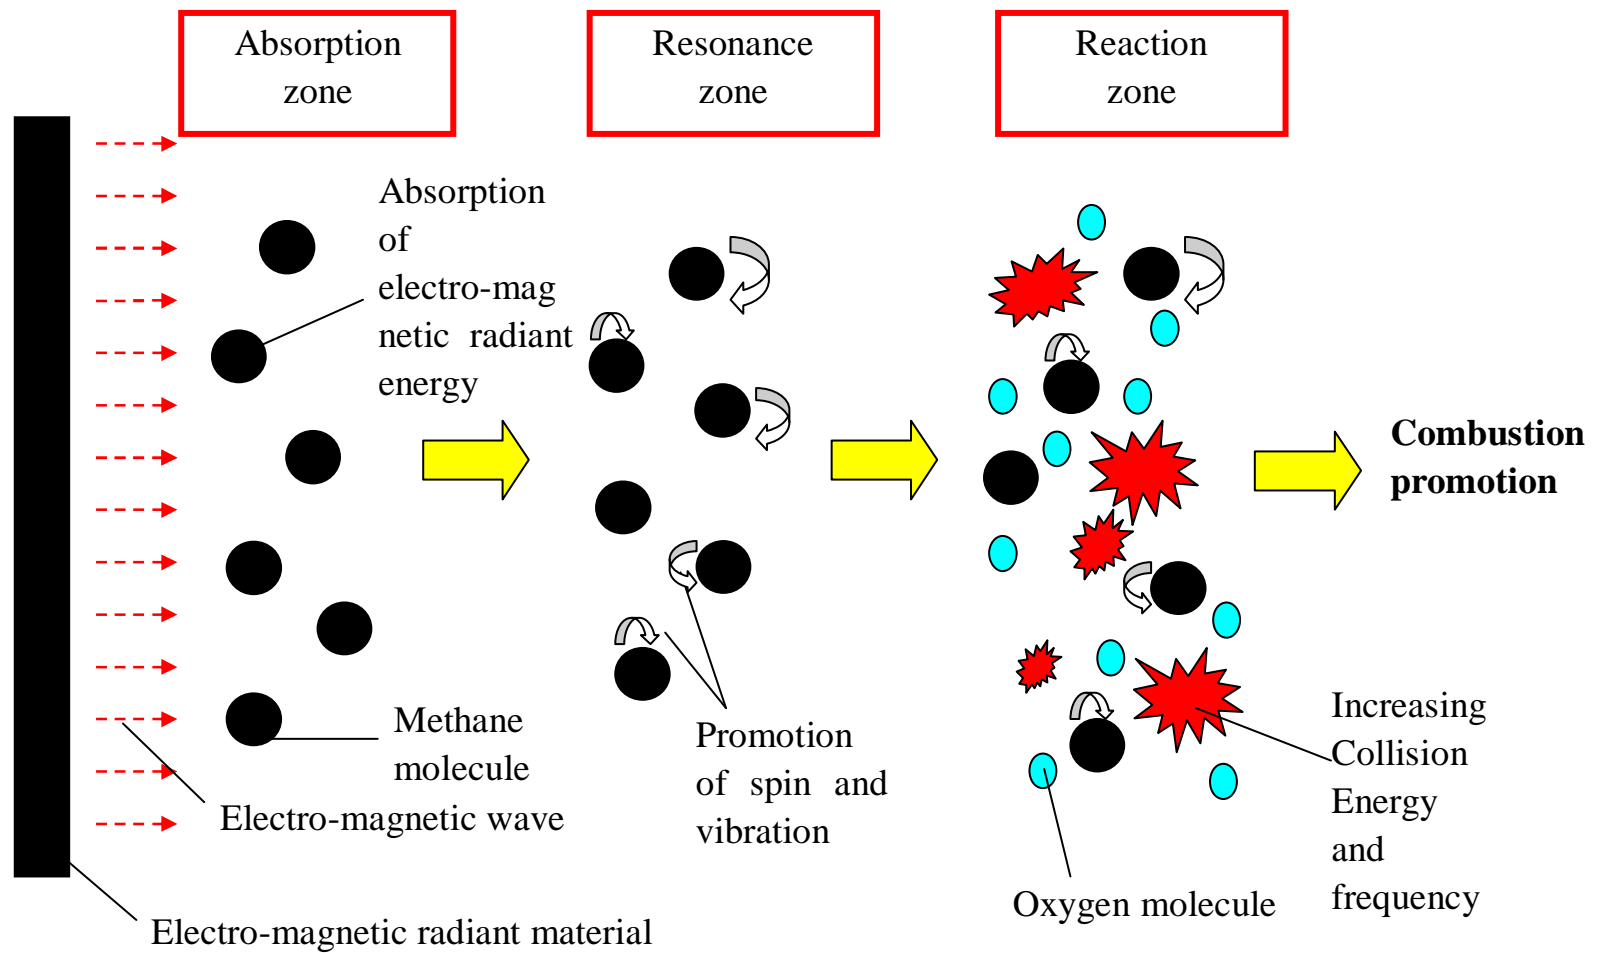 Absorption
zone
Resonance
zone
Reaction
zone
Absorption
of
electro-mag
netic radiant
energy
Combustion
promotion
Methane
molecule
Electro-magnetic wave
Electro-magnetic radiant material
Promotion
of spin and
vibration
Increasing
Collision
Energy
and
frequency
Oxygen molecule